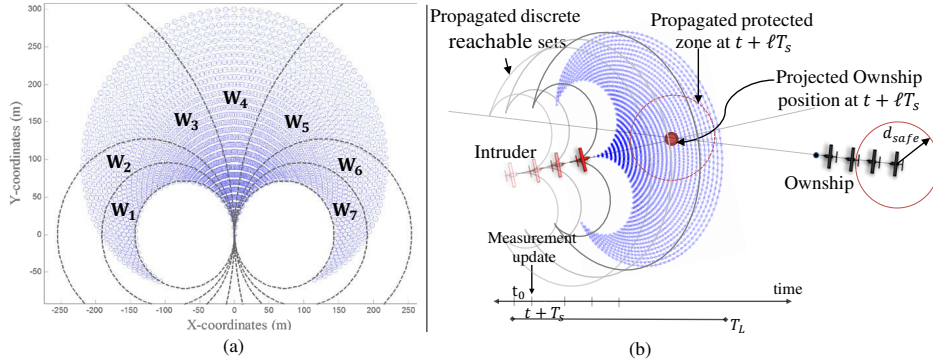 Y-coordinates (m)
300
250
200
150
100
50
0
-50
W₁
W₂
W₃
W₄
W₅
W₆
W₇
-250
-200
-150
-100
-50
0
50
100
150
200
250
X-coordinates (m)
(a)
Propagated discrete
reachable sets
Propagated protected
zone at t + ℓTₛ
Projected Ownship
position at t + ℓTₛ
d_safe
Intruder
Ownship
Measurement
update
t₀
t + Tₛ
time
T_L
(b)